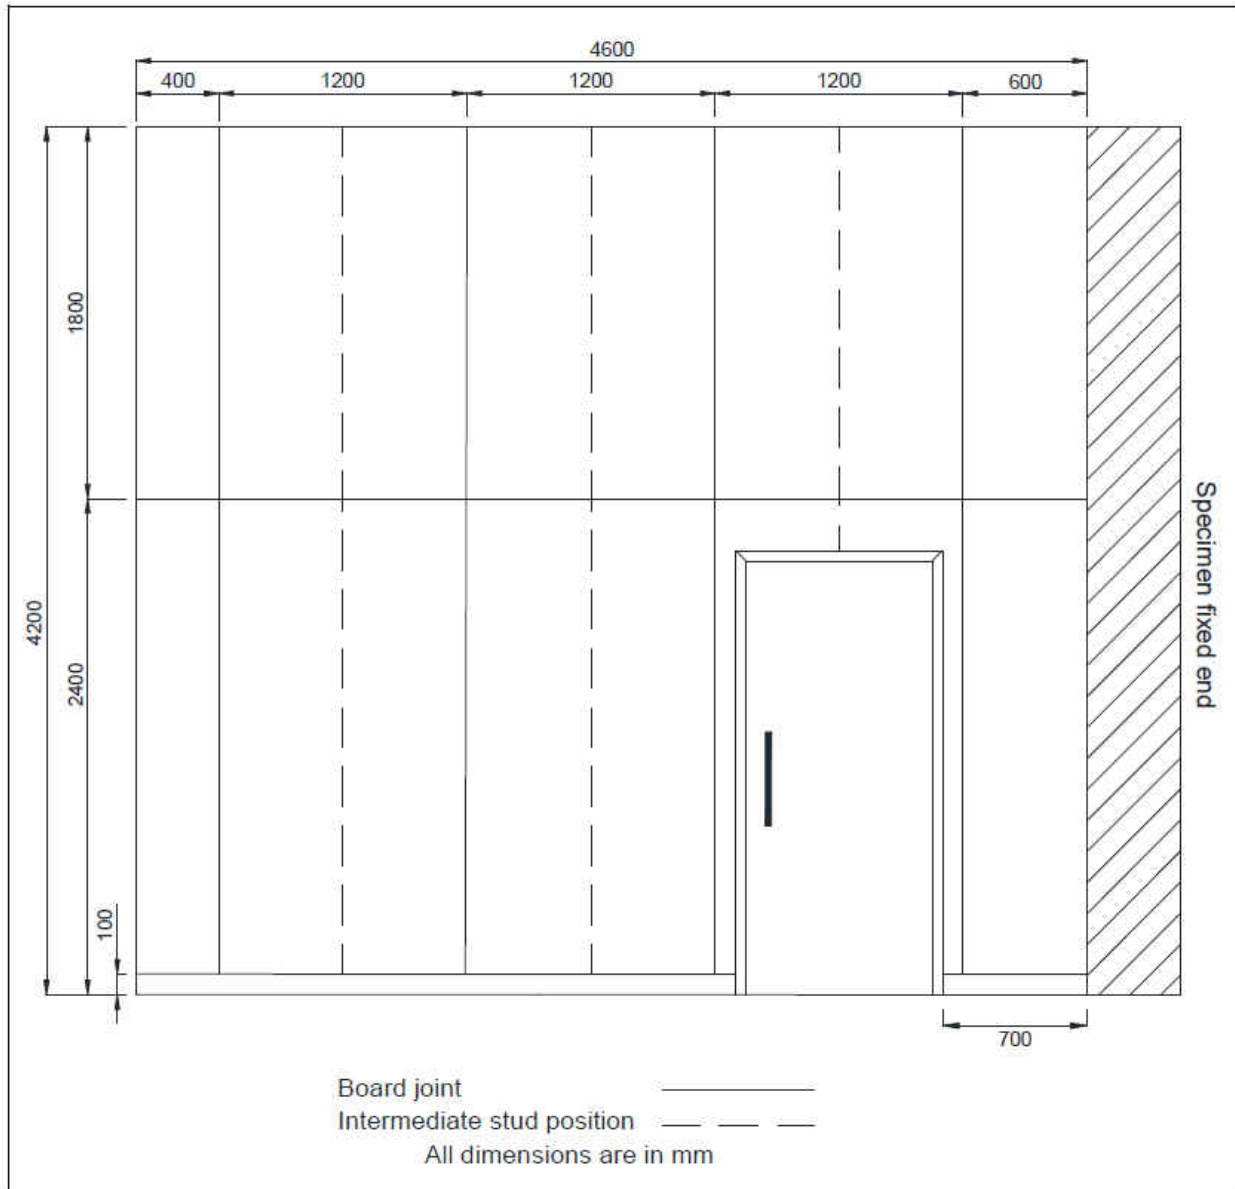 4600
400 1200 1200 1200 600
1800
4200
2400
100
Specimen fixed end
700
Board joint
Intermediate stud position
All dimensions are in mm